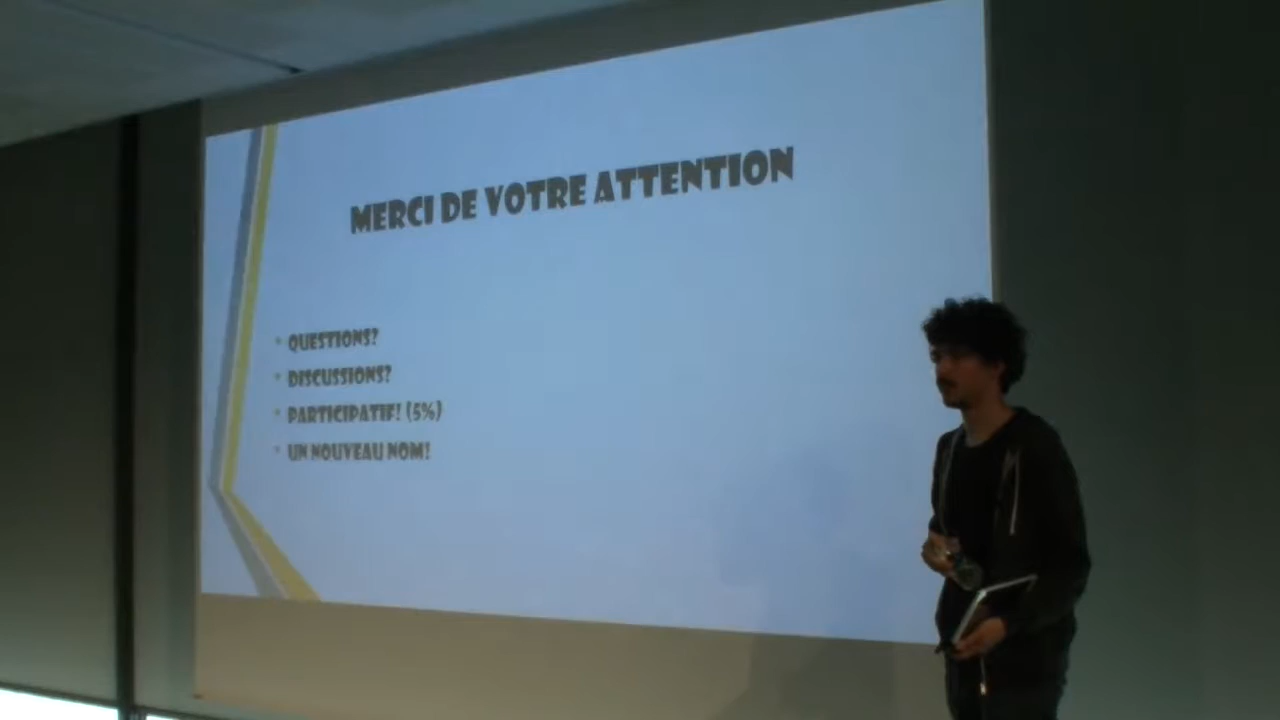 MERCI DE VOTRE ATTENTION
• QUESTIONS?
• DISCUSSIONS?
• PARTICIPATIF! (5%)
• UN NOUVEAU NOM!